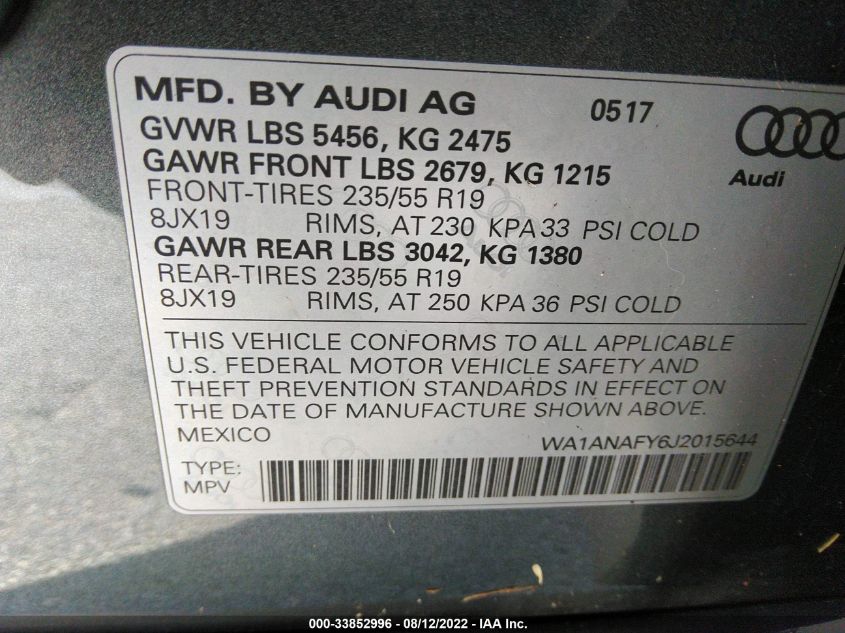 MFD. BY AUDI AG 0517
GVWR LBS 5456, KG 2475
GAWR FRONT LBS 2679, KG 1215
Audi
FRONT-TIRES 235/55 R19
8JX19 RIMS, AT 230 KPA 33 PSI COLD
GAWR REAR LBS 3042, KG 1380
REAR-TIRES 235/55 R19
8JX19 RIMS, AT 250 KPA 36 PSI COLD
THIS VEHICLE CONFORMS TO ALL APPLICABLE
U.S. FEDERAL MOTOR VEHICLE SAFETY AND
THEFT PREVENTION STANDARDS IN EFFECT ON
THE DATE OF MANUFACTURE SHOWN ABOVE.
MEXICO WA1ANAFY6J2015644
TYPE:
MPV
000-33852996 - 08/12/2022 - IAA Inc.